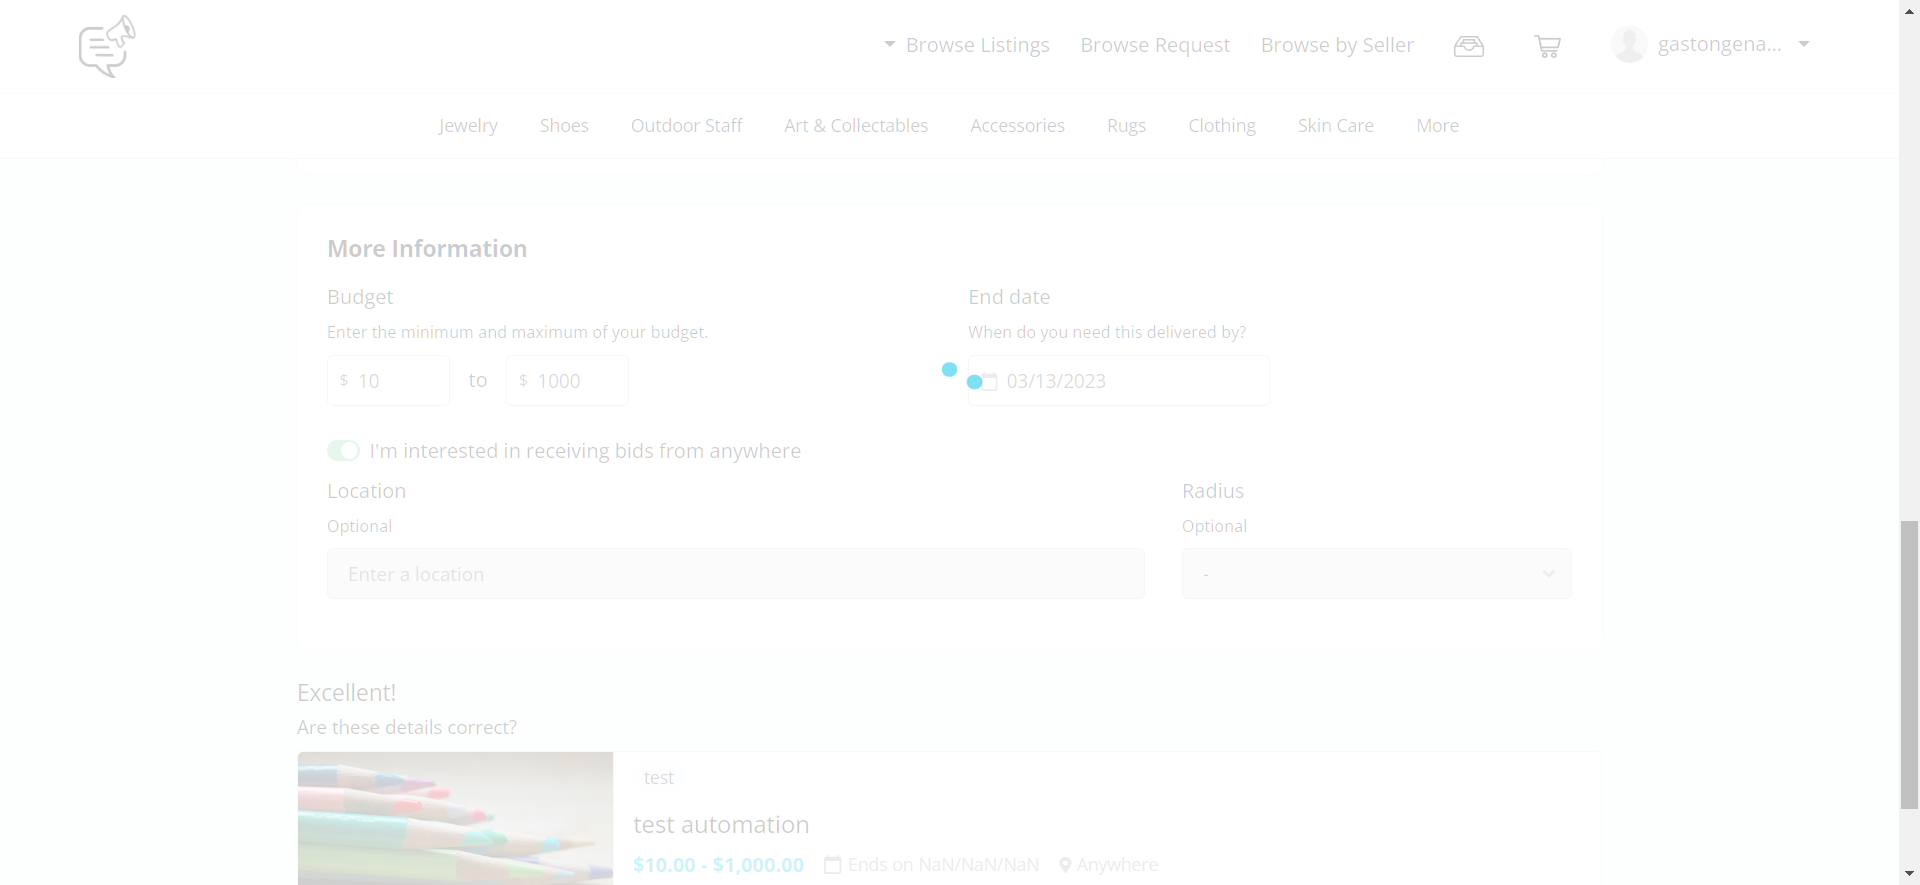 Browse Listings
Browse Request
Browse by Seller
gastongena...
Jewelry
Shoes
Outdoor Staff
Art & Collectables
Accessories
Rugs
Clothing
Skin Care
More
More Information
Budget
Enter the minimum and maximum of your budget.
$ 10
to
$ 1000
End date
When do you need this delivered by?
03/13/2023
I'm interested in receiving bids from anywhere
Location
Optional
Enter a location
Radius
Optional
-
Excellent!
Are these details correct?
test
test automation
$10.00 - $1,000.00
Ends on NaN/NaN/NaN
Anywhere